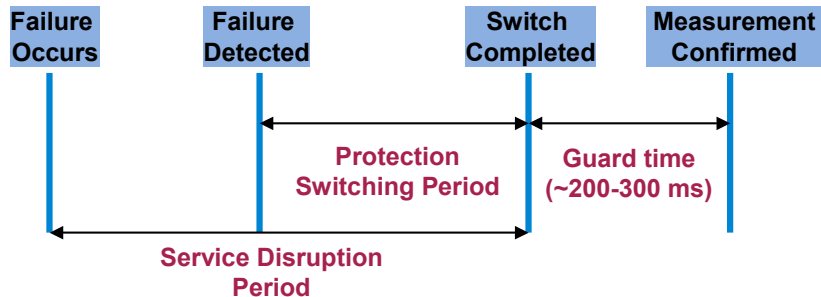 Failure
Occurs
Failure
Detected
Switch
Completed
Measurement
Confirmed
Protection
Switching Period
Guard time
(~200-300 ms)
Service Disruption
Period